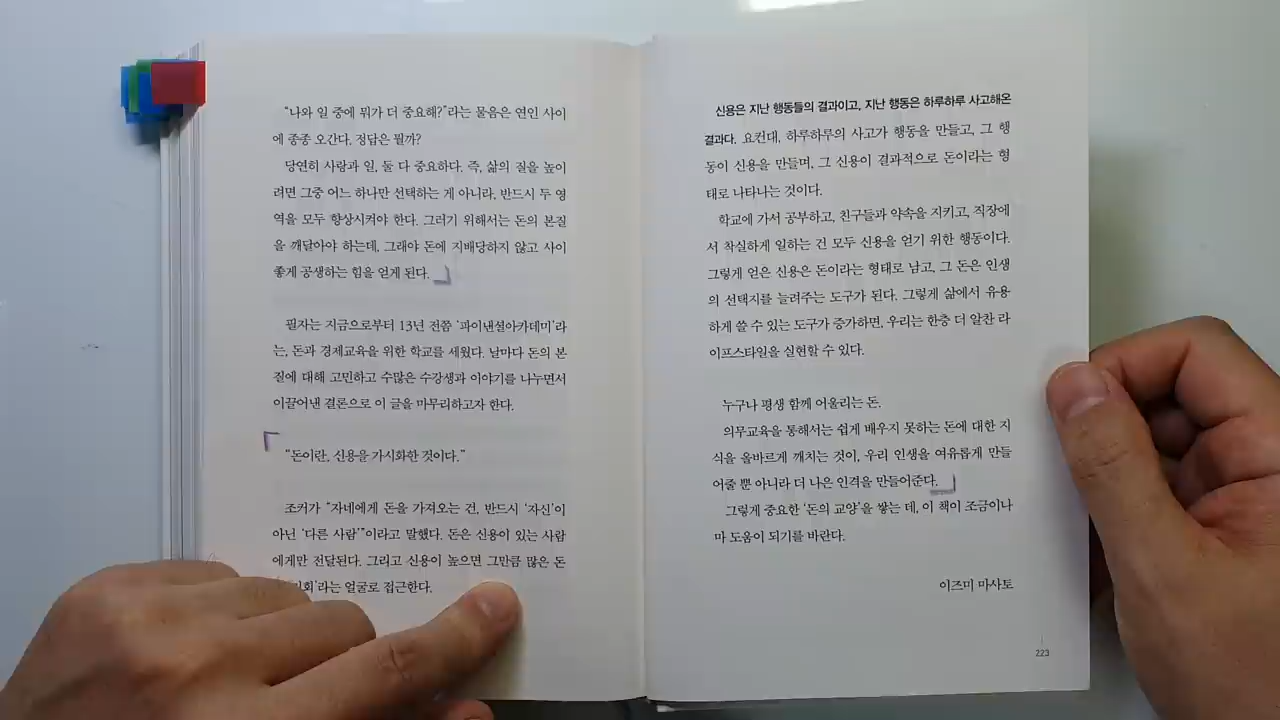 “나와 일 중에 뭐가 더 중요해?”라는 물음은 연인 사이
에 종종 오간다. 정답은 뭘까?
당연히 사랑과 일, 둘 다 중요하다. 즉, 삶의 질을 높이
려면 그중 어느 하나만 선택하는 게 아니라, 반드시 두 영
역을 모두 향상시켜야 한다. 그러기 위해서는 돈의 본질
을 깨달아야 하는데, 그래야 돈에 지배당하지 않고 사이
좋게 공생하는 힘을 얻게 된다.
필자는 지금으로부터 13년 전쯤 ‘파이낸셜아카데미’라
는, 돈과 경제교육을 위한 학교를 세웠다. 날마다 돈의 본
질에 대해 고민하고 수많은 수강생과 이야기를 나누면서
이끌어낸 결론으로 이 글을 마무리하고자 한다.
“돈이란, 신용을 가시화한 것이다.”
조커가 “자네에게 돈을 가져오는 건, 반드시 ‘자신’이
아닌 ‘다른 사람’”이라고 말했다. 돈은 신용이 있는 사람
에게만 전달된다. 그리고 신용이 높으면 그만큼 많은 돈
회’라는 얼굴로 접근한다.
신용은 지난 행동들의 결과이고, 지난 행동은 하루하루 사고해온
결과다. 요컨대, 하루하루의 사고가 행동을 만들고, 그 행
동이 신용을 만들며, 그 신용이 결과적으로 돈이라는 형
태로 나타나는 것이다.
학교에 가서 공부하고, 친구들과 약속을 지키고, 직장에
서 착실하게 일하는 건 모두 신용을 얻기 위한 행동이다.
그렇게 얻은 신용은 돈이라는 형태로 남고, 그 돈은 인생
의 선택지를 늘려주는 도구가 된다. 그렇게 삶에서 유용
하게 쓸 수 있는 도구가 증가하면, 우리는 한층 더 알찬 라
이프스타일을 실현할 수 있다.
누구나 평생 함께 어울리는 돈.
의무교육을 통해서는 쉽게 배우지 못하는 돈에 대한 지
식을 올바르게 깨치는 것이, 우리 인생을 여유롭게 만들
어줄 뿐 아니라 더 나은 인격을 만들어준다.
그렇게 중요한 ‘돈의 교양’을 쌓는 데, 이 책이 조금이나
마 도움이 되기를 바란다.
이즈미 마사토
223